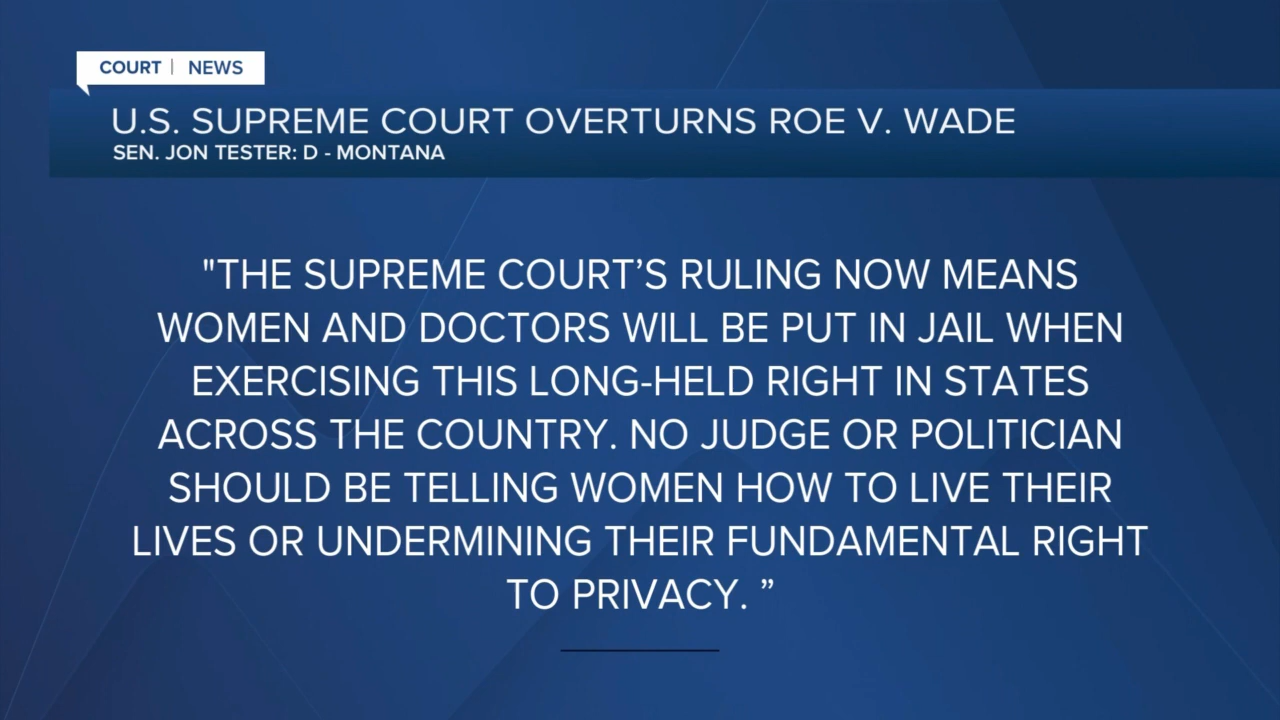 COURT | NEWS
U.S. SUPREME COURT OVERTURNS ROE V. WADE
SEN. JON TESTER: D - MONTANA
"THE SUPREME COURT’S RULING NOW MEANS
WOMEN AND DOCTORS WILL BE PUT IN JAIL WHEN
EXERCISING THIS LONG-HELD RIGHT IN STATES
ACROSS THE COUNTRY. NO JUDGE OR POLITICIAN
SHOULD BE TELLING WOMEN HOW TO LIVE THEIR
LIVES OR UNDERMINING THEIR FUNDAMENTAL RIGHT
TO PRIVACY. ”